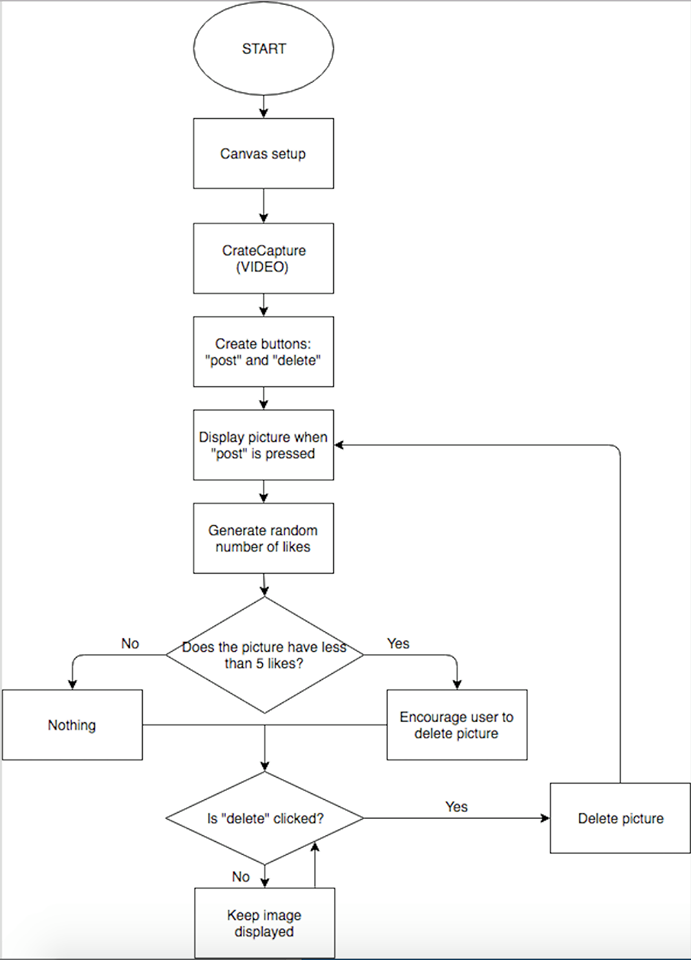 START
Canvas setup
CrateCapture
(VIDEO)
Create buttons:
"post" and "delete"
Display picture when
"post" is pressed
Generate random
number of likes
Does the picture have less
than 5 likes?
No
Yes
Nothing
Encourage user to
delete picture
Is "delete" clicked?
Yes
Delete picture
No
Keep image
displayed